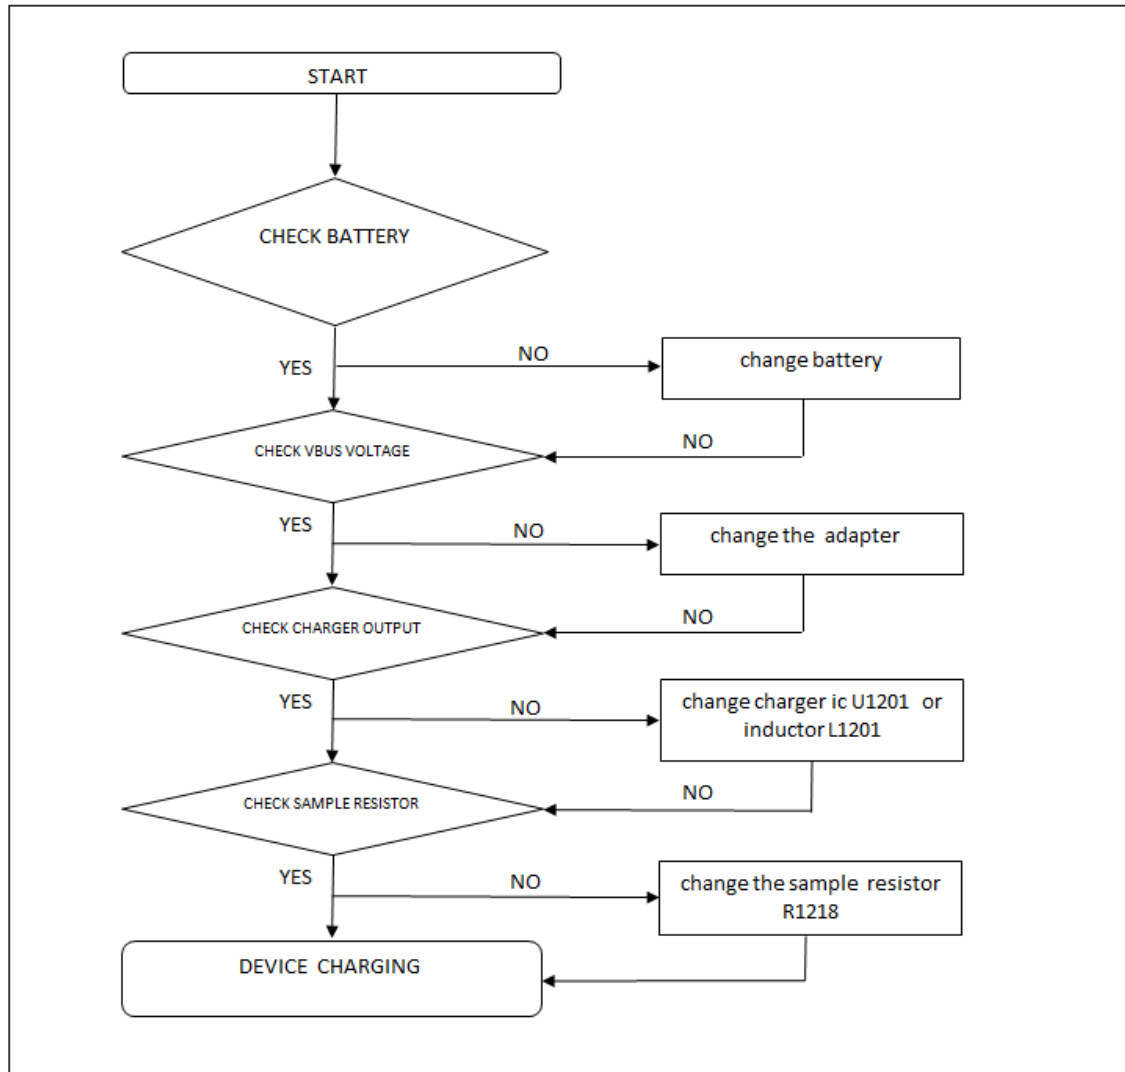 START
CHECK BATTERY
NO
YES
change battery
NO
CHECK VBUS VOLTAGE
YES
NO
change the adapter
NO
CHECK CHARGER OUTPUT
YES
NO
change charger ic U1201 or
inductor L1201
NO
CHECK SAMPLE RESISTOR
YES
NO
change the sample resistor
R1218
DEVICE CHARGING